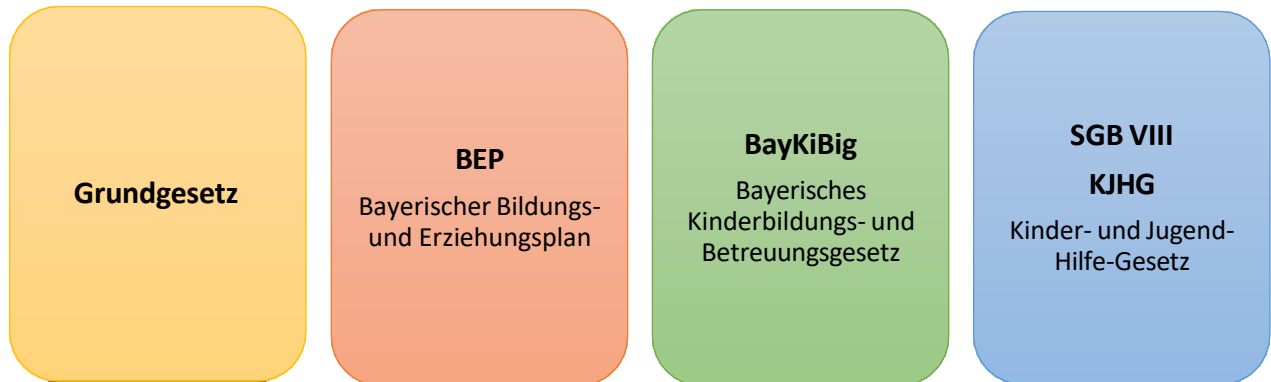 Grundgesetz
BEP
Bayerischer Bildungs-
und Erziehungsplan
BayKiBig
Bayerisches
Kinderbildungs- und
Betreuungsgesetz
SGB VIII
KJHG
Kinder- und Jugend-
Hilfe-Gesetz